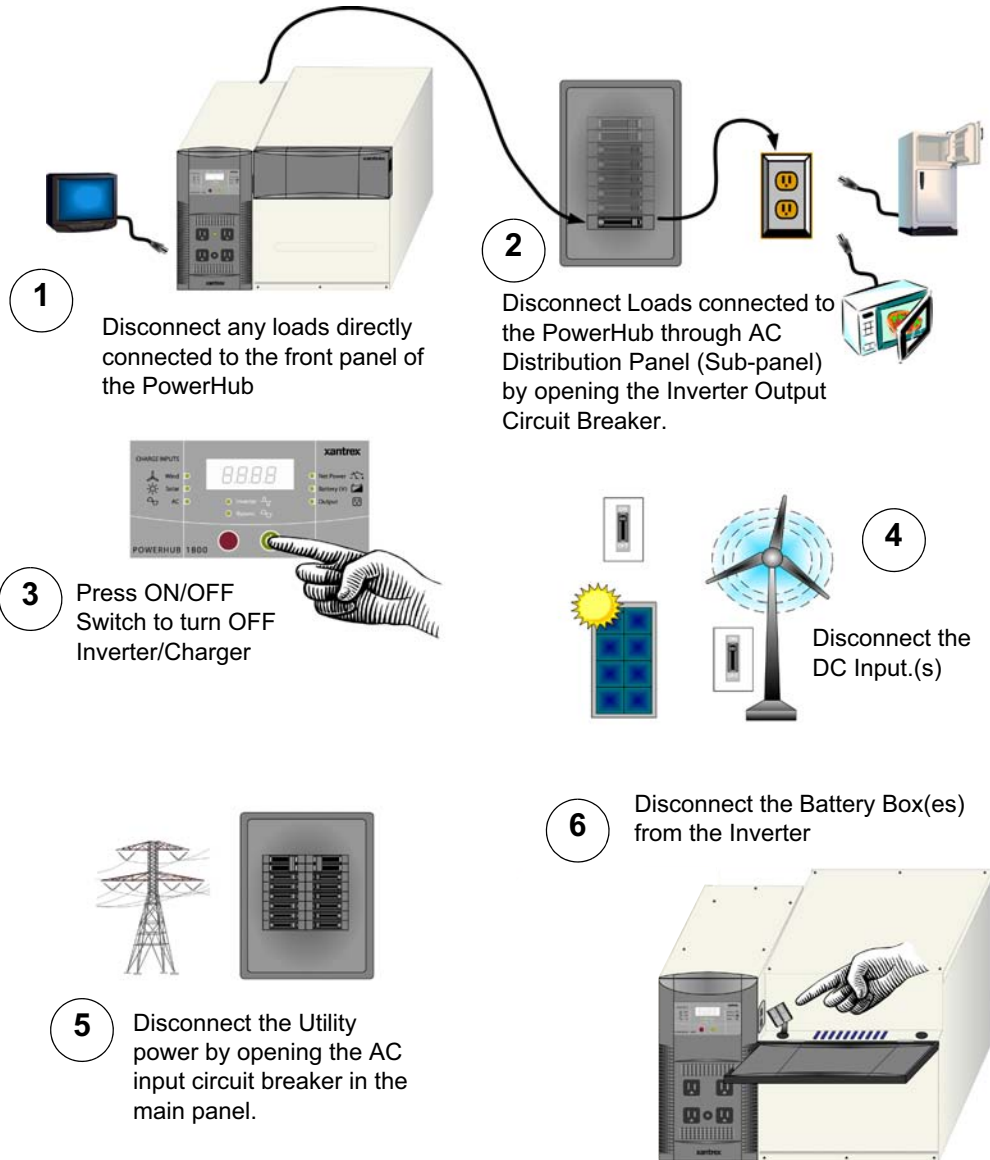 1
Disconnect any loads directly
connected to the front panel of
the PowerHub
2
Disconnect Loads connected to
the PowerHub through AC
Distribution Panel (Sub-panel)
by opening the Inverter Output
Circuit Breaker.
xantrex
CHARGE INPUTS
Wind
Solar
AC
8888
Inverter
Bypass
Net Power
Battery (V)
Output
POWERHUB 1800
3
Press ON/OFF
Switch to turn OFF
Inverter/Charger
4
Disconnect the
DC Input.(s)
5
Disconnect the Utility
power by opening the AC
input circuit breaker in the
main panel.
6
Disconnect the Battery Box(es)
from the Inverter
xantrex